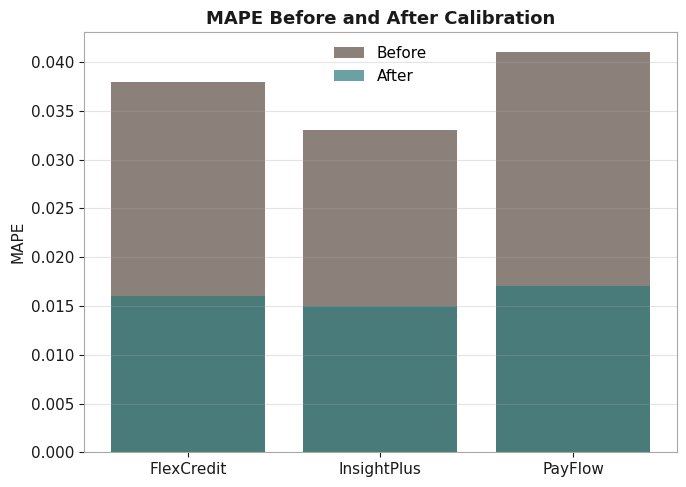 MAPE Before and After Calibration
Before
After
MAPE
0.040
0.035
0.030
0.025
0.020
0.015
0.010
0.005
0.000
FlexCredit
InsightPlus
PayFlow